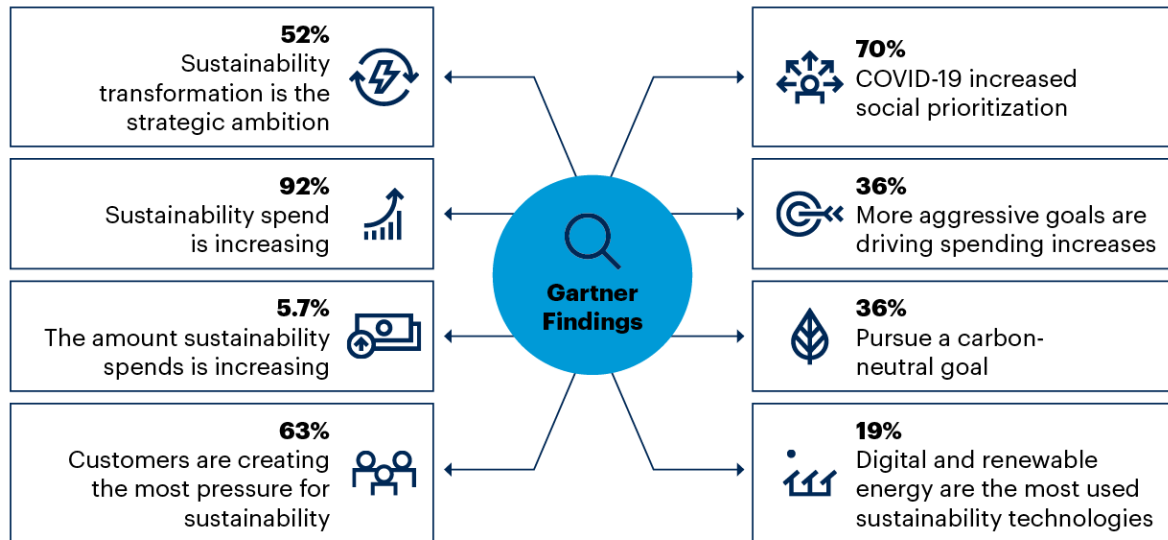 52%
Sustainability
transformation is the
strategic ambition
92%
Sustainability spend
is increasing
5.7%
The amount sustainability
spends is increasing
63%
Customers are creating
the most pressure for
sustainability
Gartner
Findings
70%
COVID-19 increased
social prioritization
36%
More aggressive goals are
driving spending increases
36%
Pursue a carbon-
neutral goal
19%
Digital and renewable
energy are the most used
sustainability technologies